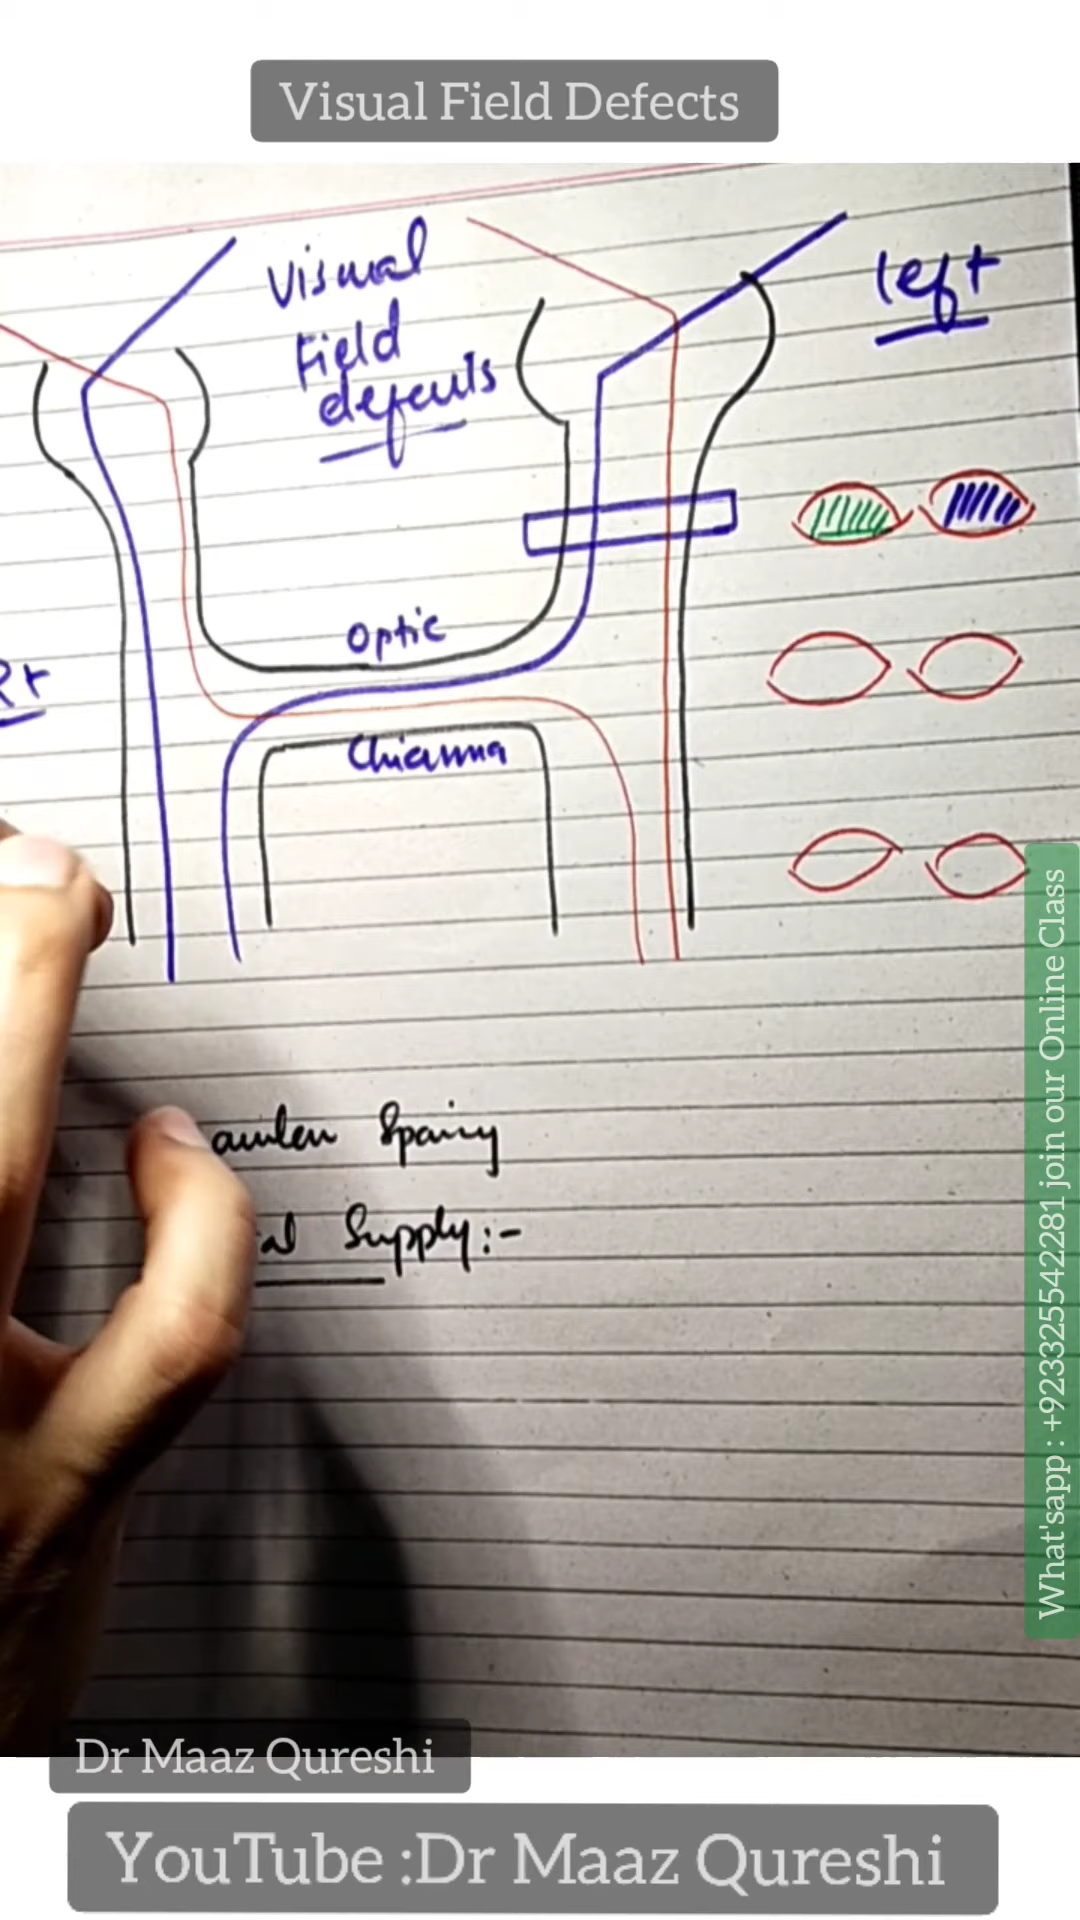 Visual Field Defects
Visual
Field
defects
left
Optic
Rt
Chiasma
Sparing
Supply:-
What'sapp : +923325542281 join our Online Class
Dr Maaz Qureshi
YouTube :Dr Maaz Qureshi